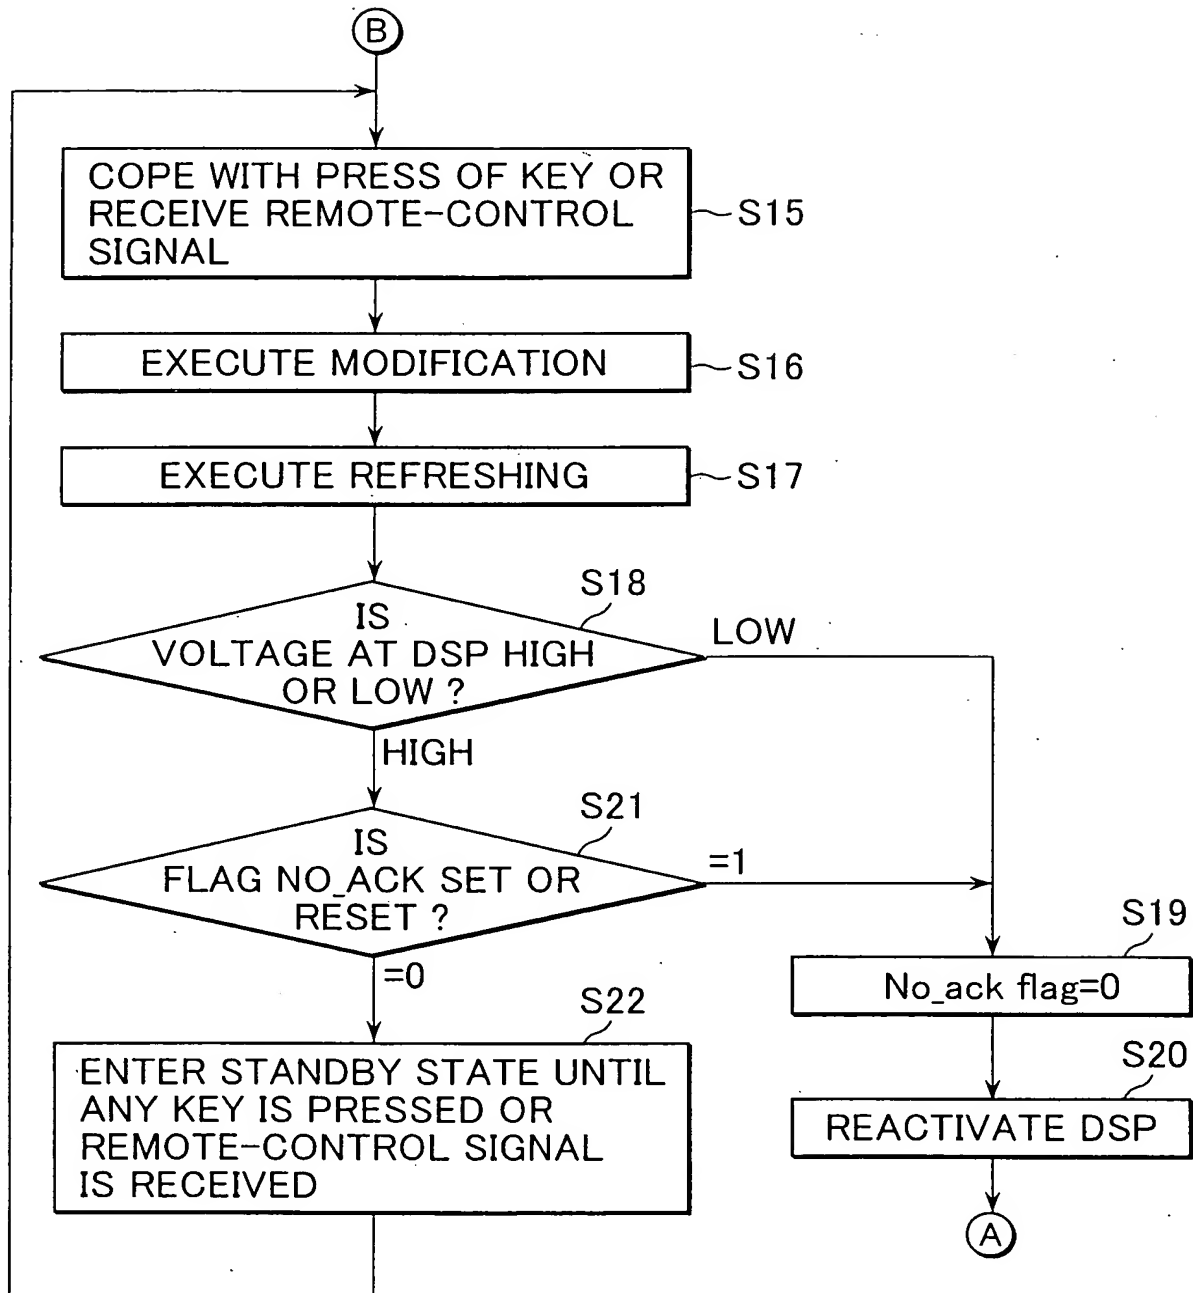 B
COPE WITH PRESS OF KEY OR
RECEIVE REMOTE-CONTROL
SIGNAL
S15
EXECUTE MODIFICATION
S16
EXECUTE REFRESHING
S17
S18
IS
VOLTAGE AT DSP HIGH
OR LOW ?
LOW
HIGH
S21
IS
FLAG NO_ACK SET OR
RESET ?
=1
=0
S19
No_ack flag=0
S22
ENTER STANDBY STATE UNTIL
ANY KEY IS PRESSED OR
REMOTE-CONTROL SIGNAL
IS RECEIVED
S20
REACTIVATE DSP
A